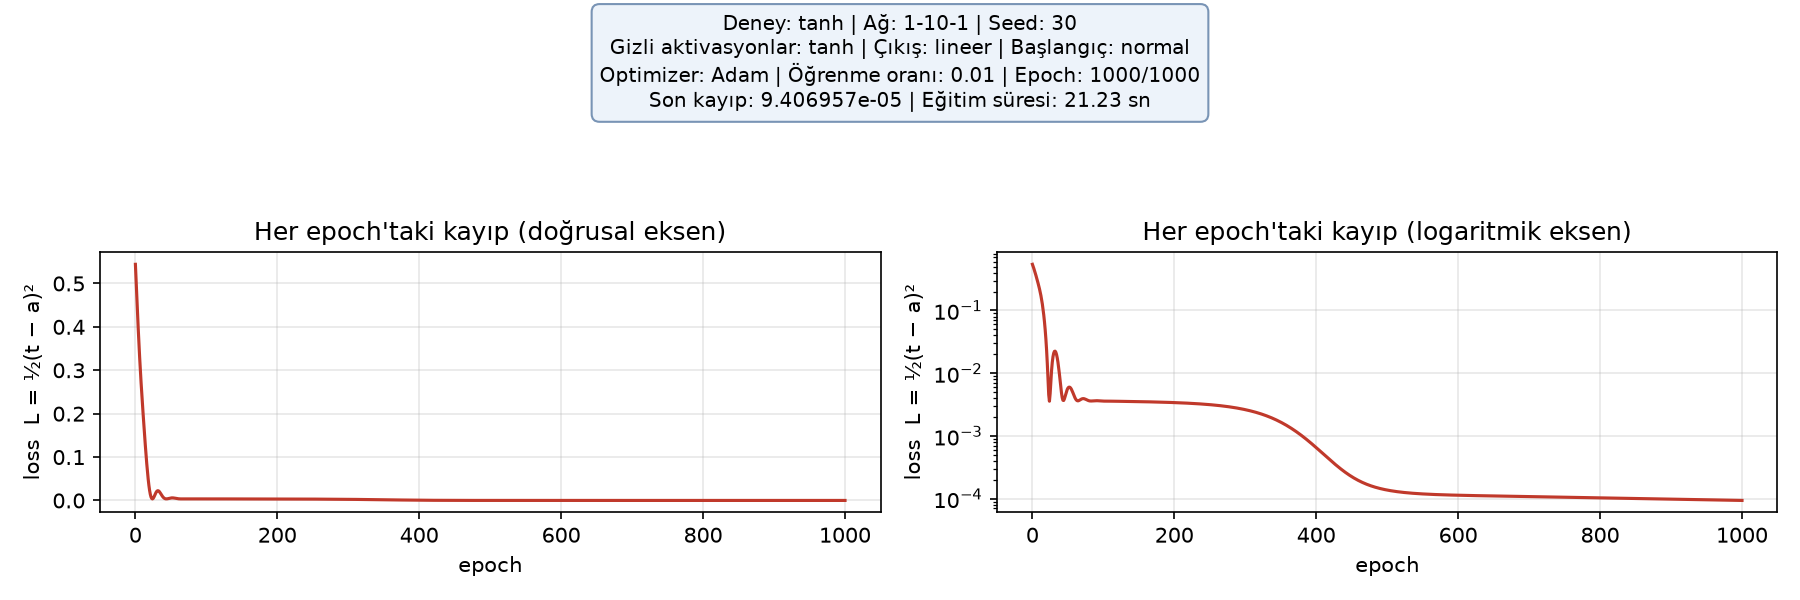 Deney: tanh | Ağ: 1-10-1 | Seed: 30
Gizli aktivasyonlar: tanh | Çıkış: lineer | Başlangıç: normal
Optimizer: Adam | Öğrenme oranı: 0.01 | Epoch: 1000/1000
Son kayıp: 9.406957e-05 | Eğitim süresi: 21.23 sn
Her epoch'taki kayıp (doğrusal eksen)
loss L = ½(t − a)²
0.5
0.4
0.3
0.2
0.1
0.0
0 200 400 600 800 1000
epoch
Her epoch'taki kayıp (logaritmik eksen)
loss L = ½(t − a)²
10⁻¹
10⁻²
10⁻³
10⁻⁴
0 200 400 600 800 1000
epoch